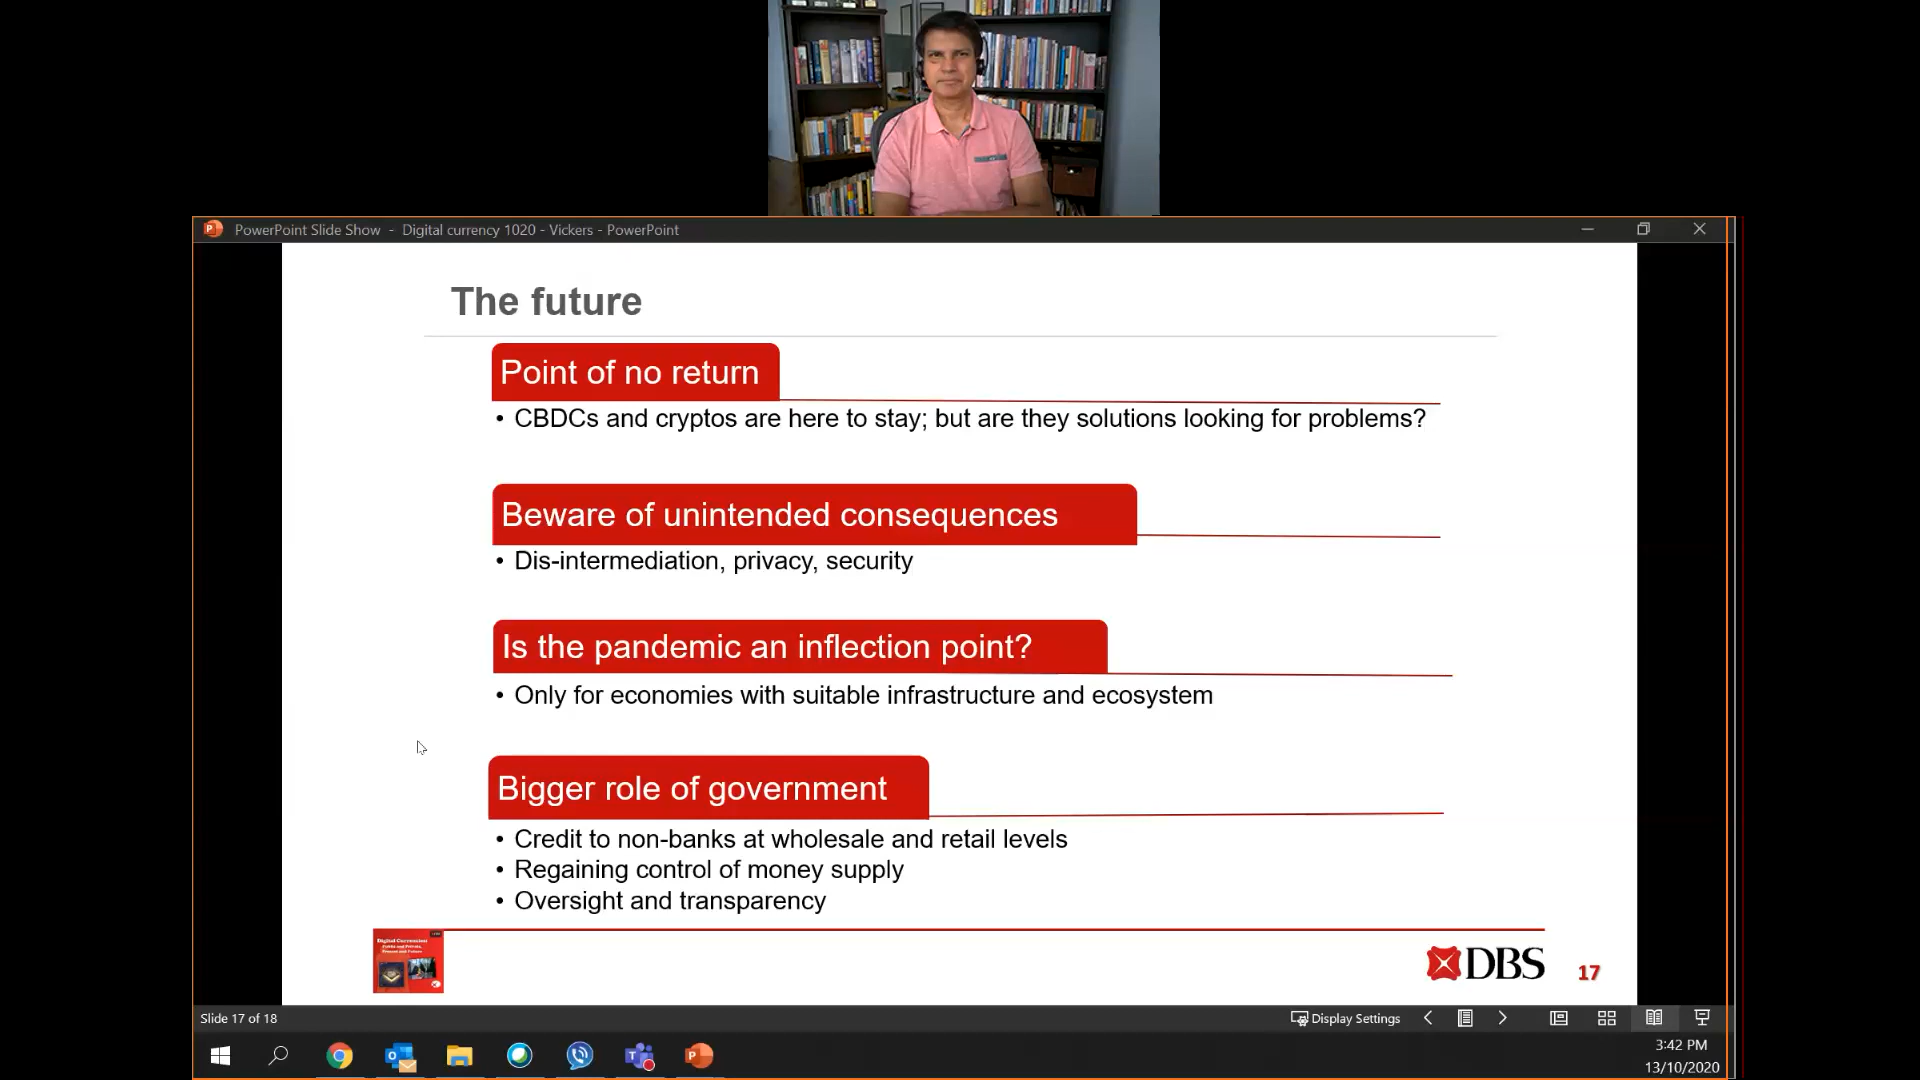 PowerPoint Slide Show - Digital currency 1020 - Vickers - PowerPoint
The future
Point of no return
• CBDCs and cryptos are here to stay; but are they solutions looking for problems?
Beware of unintended consequences
• Dis-intermediation, privacy, security
Is the pandemic an inflection point?
• Only for economies with suitable infrastructure and ecosystem
Bigger role of government
• Credit to non-banks at wholesale and retail levels
• Regaining control of money supply
• Oversight and transparency
Digital Currencies
DBS
17
Slide 17 of 18
Display Settings
3:42 PM
13/10/2020